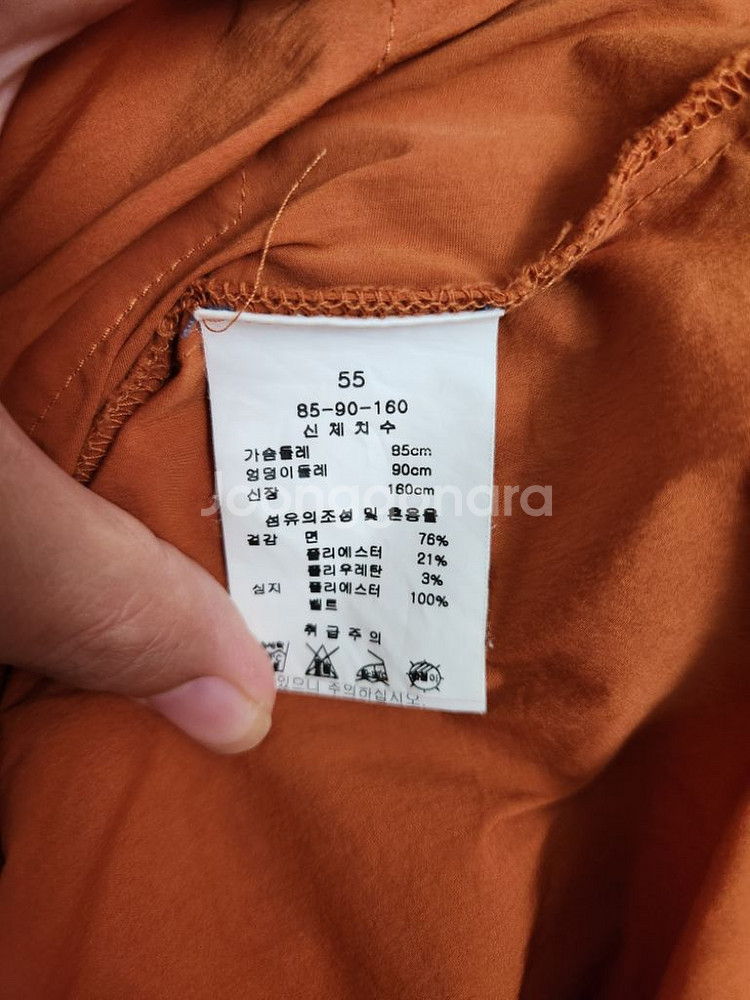 55
85-90-160
신체치수
가슴둘레 85cm
엉덩이둘레 90cm
신장 160cm
joonggonara
섬유의조성 및 혼용율
겉감 면 76%
폴리에스터 21%
폴리우레탄 3%
심지 폴리에스터 100%
벨트
취급주의
있으니 주의하십시오.